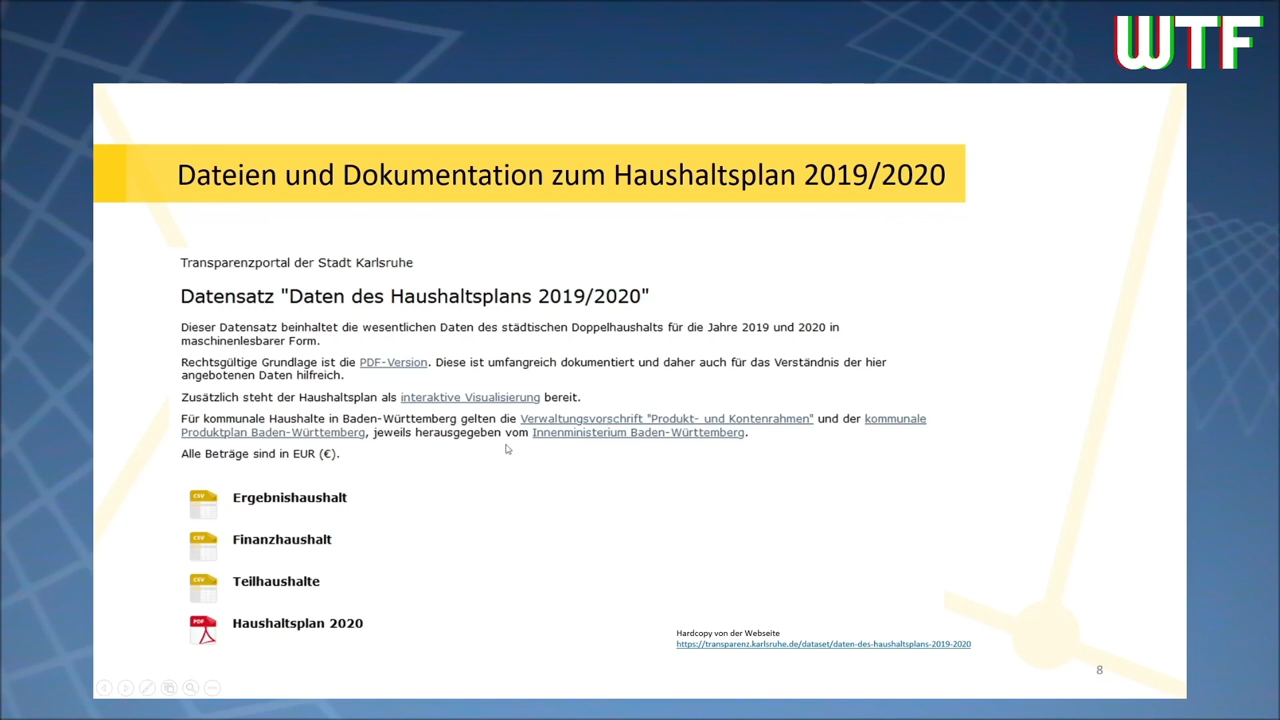 WTF
Dateien und Dokumentation zum Haushaltsplan 2019/2020
Transparenzportal der Stadt Karlsruhe
Datensatz "Daten des Haushaltsplans 2019/2020"
Dieser Datensatz beinhaltet die wesentlichen Daten des städtischen Doppelhaushalts für die Jahre 2019 und 2020 in
maschinenlesbarer Form.
Rechtsgültige Grundlage ist die PDF-Version. Diese ist umfangreich dokumentiert und daher auch für das Verständnis der hier
angebotenen Daten hilfreich.
Zusätzlich steht der Haushaltsplan als interaktive Visualisierung bereit.
Für kommunale Haushalte in Baden-Württemberg gelten die Verwaltungsvorschrift "Produkt- und Kontenrahmen" und der kommunale
Produktplan Baden-Württemberg, jeweils herausgegeben vom Innenministerium Baden-Württemberg.
Alle Beträge sind in EUR (€).
CSV Ergebnishaushalt
CSV Finanzhaushalt
CSV Teilhaushalte
PDF Haushaltsplan 2020
Hardcopy von der Webseite
https://transparenz.karlsruhe.de/dataset/daten-des-haushaltsplans-2019-2020
8